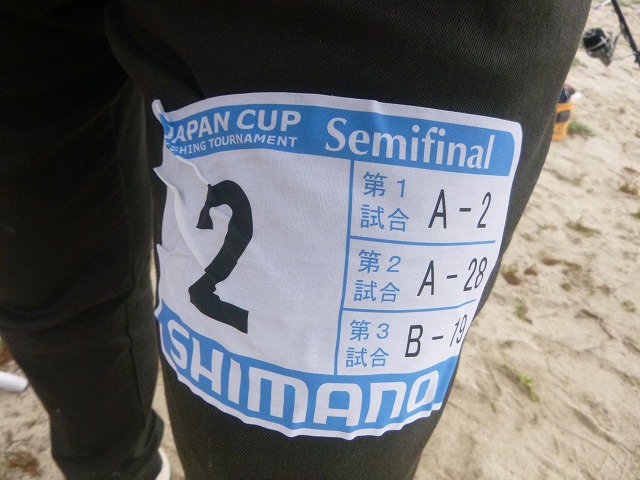 JAPAN CUP
FISHING TOURNAMENT
Semifinal
2
第1
試合
A-2
第2
試合
A-28
第3
試合
B-19
SHIMANO